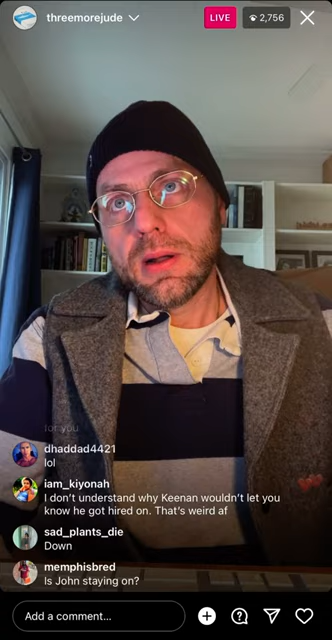 threemorejude
LIVE
2,756
for you
dhaddad4421
lol
iam_kiyonah
I don't understand why Keenan wouldn't let you
know he got hired on. That's weird af
sad_plants_die
Down
memphisbred
Is John staying on?
Add a comment...